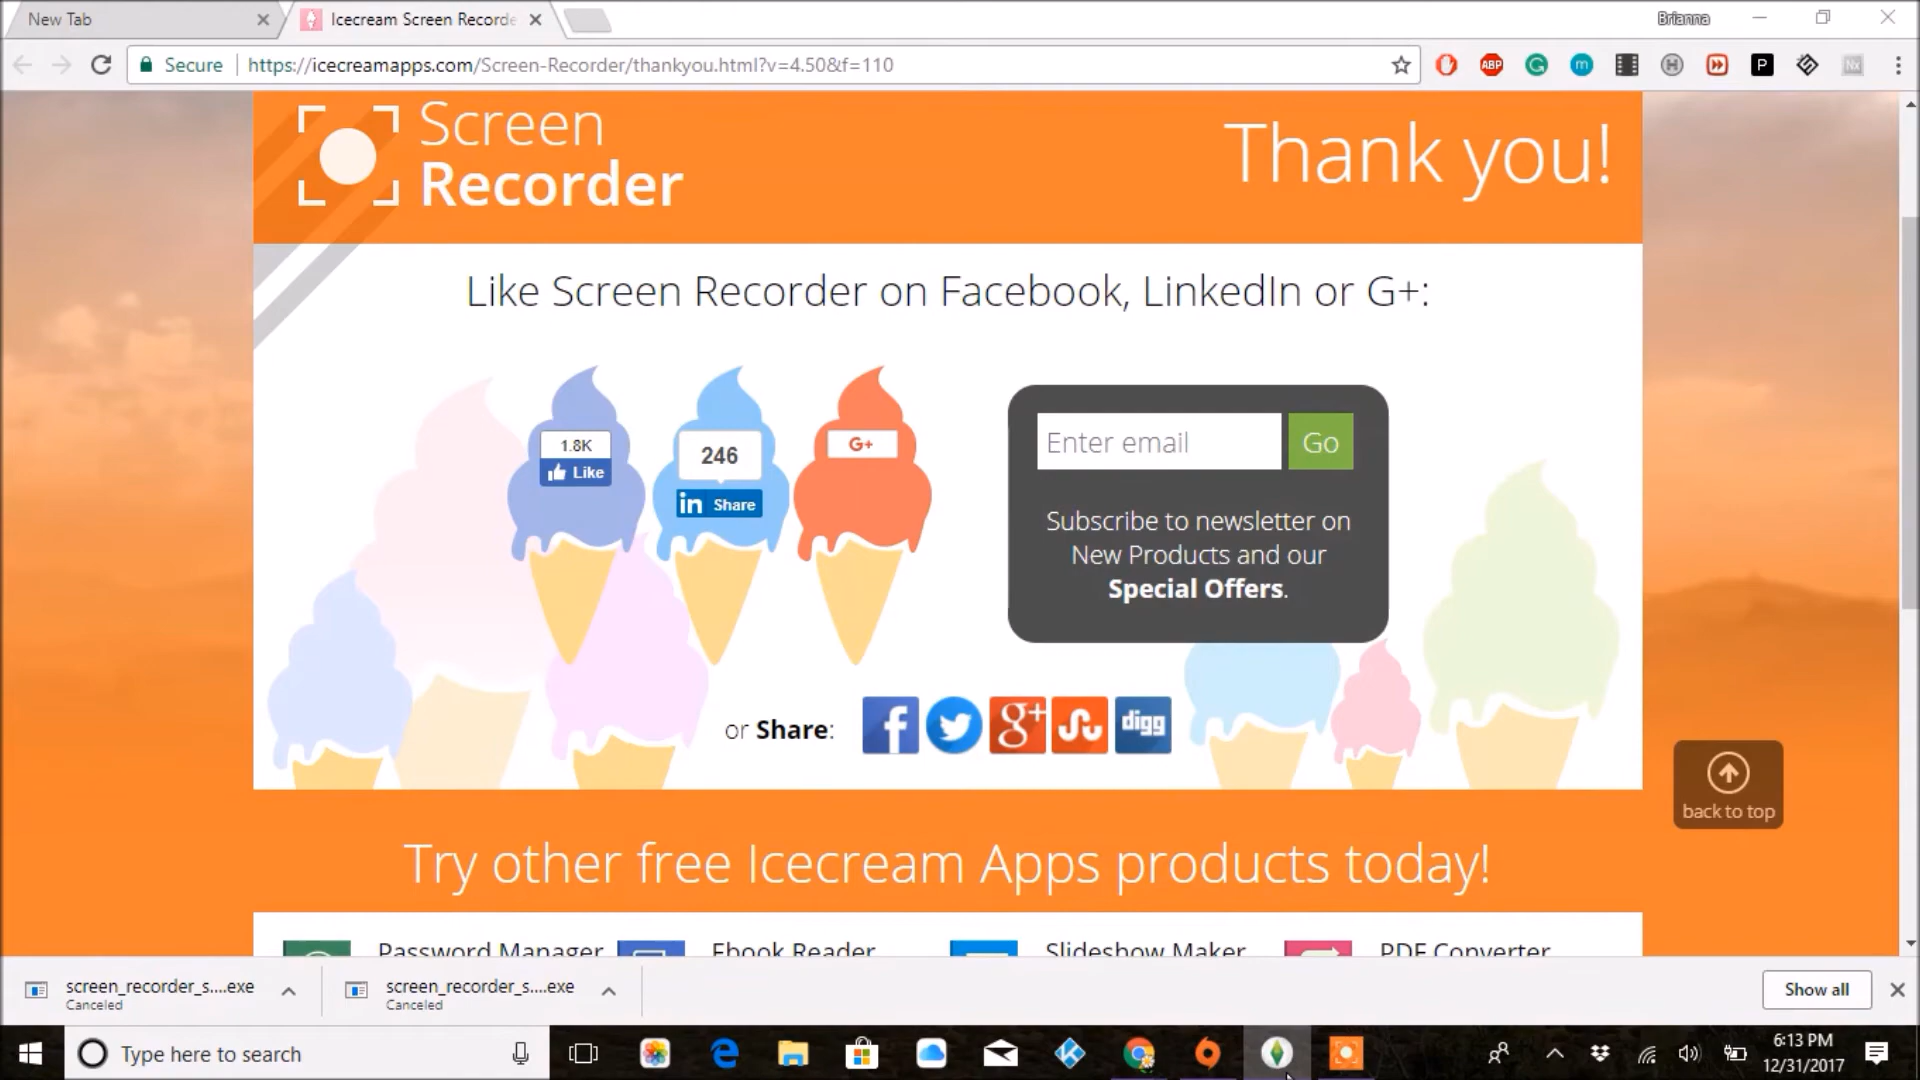 New Tab
Icecream Screen Recorde
Brianna
Secure
https://icecreamapps.com/Screen-Recorder/thankyou.html?v=4.50&f=110
ABP
m
H
P
Nx
Screen
Recorder
Thank you!
Like Screen Recorder on Facebook, LinkedIn or G+:
1.8K
Like
246
in Share
G+
Enter email
Go
Subscribe to newsletter on
New Products and our
Special Offers.
or Share:
f
g+
digg
back to top
Try other free Icecream Apps products today!
Password Manager
Ebook Reader
Slideshow Maker
PDF Converter
screen_recorder_s....exe
Canceled
screen_recorder_s....exe
Canceled
Show all
Type here to search
6:13 PM
12/31/2017